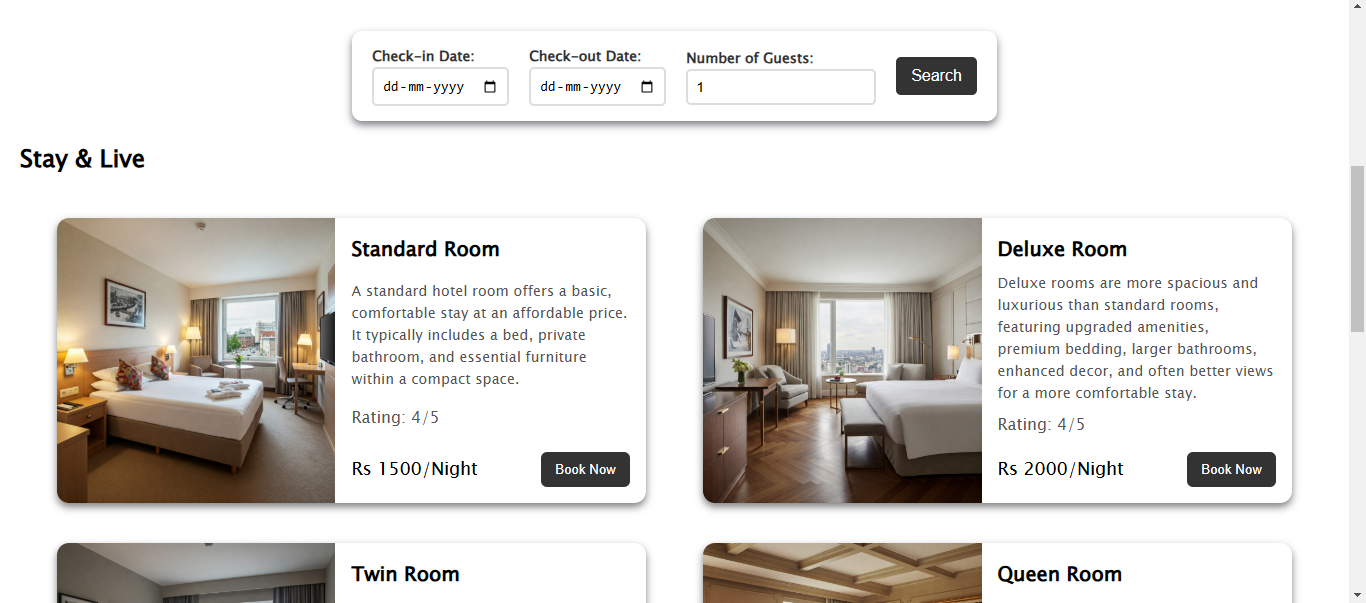 Check-in Date:
Check-out Date:
Number of Guests:
dd-mm-yyyy
dd-mm-yyyy
1
Search
Stay & Live
Standard Room
A standard hotel room offers a basic,
comfortable stay at an affordable price.
It typically includes a bed, private
bathroom, and essential furniture
within a compact space.
Rating: 4/5
Rs 1500/Night
Book Now
Deluxe Room
Deluxe rooms are more spacious and
luxurious than standard rooms,
featuring upgraded amenities,
premium bedding, larger bathrooms,
enhanced decor, and often better views
for a more comfortable stay.
Rating: 4/5
Rs 2000/Night
Book Now
Twin Room
Queen Room